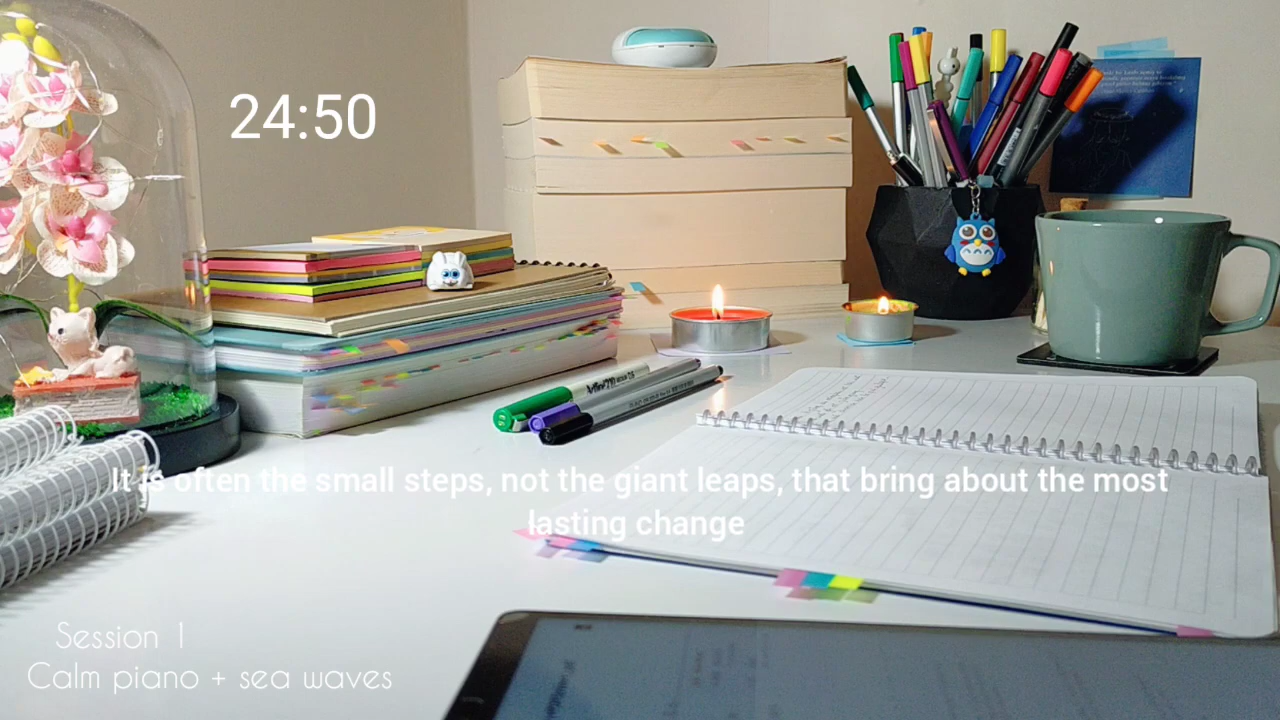 24:50
It is often the small steps, not the giant leaps, that bring about the most
lasting change
Session 1
Calm piano + sea waves